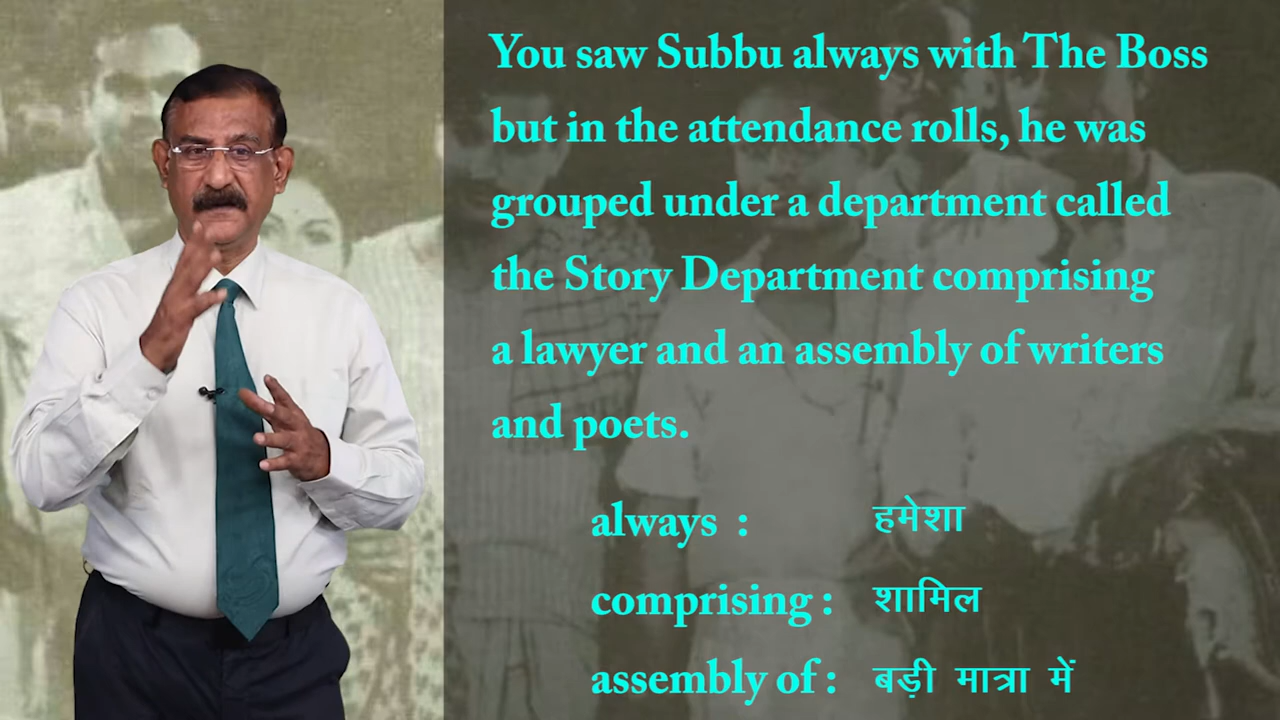 You saw Subbu always with The Boss
but in the attendance rolls, he was
grouped under a department called
the Story Department comprising
a lawyer and an assembly of writers
and poets.
always : हमेशा
comprising : शामिल
assembly of : बड़ी मात्रा में